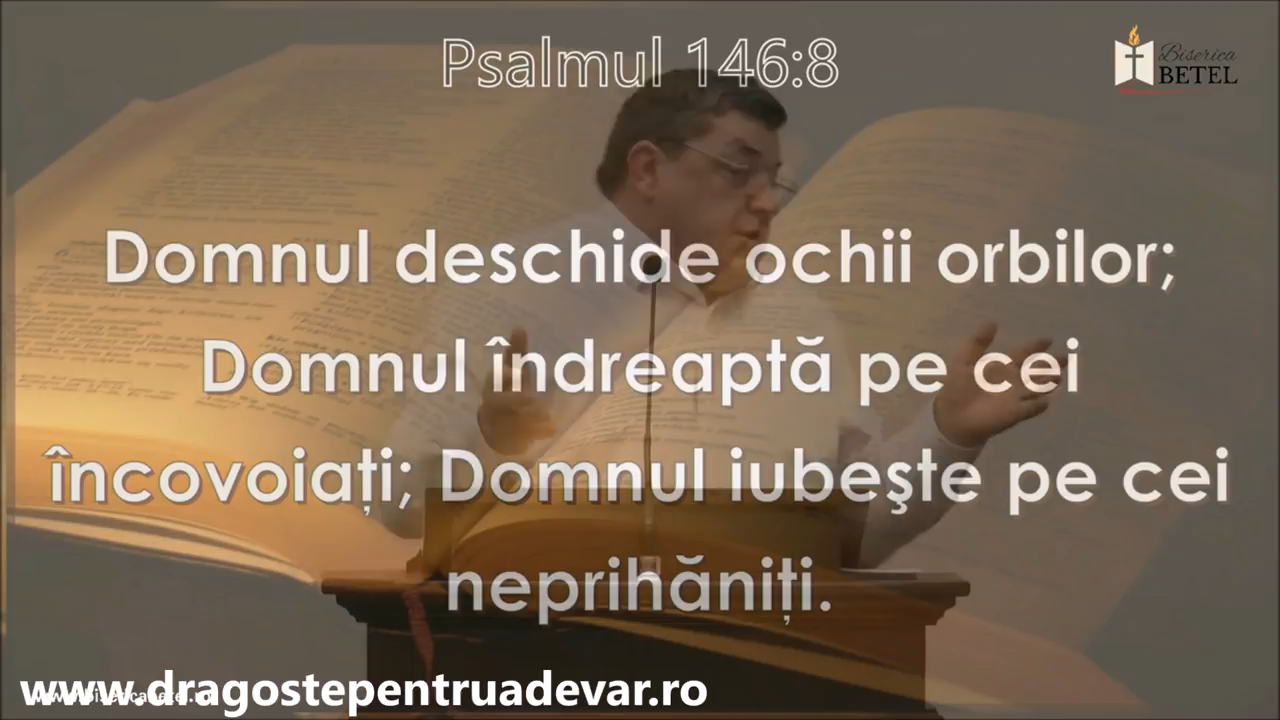 Psalmul 146:8
Biserica
BETEL
Domnul deschide ochii orbilor;
Domnul îndreaptă pe cei
încovoiați; Domnul iubeşte pe cei
neprihăniți.
www.dragostepentruadevar.ro